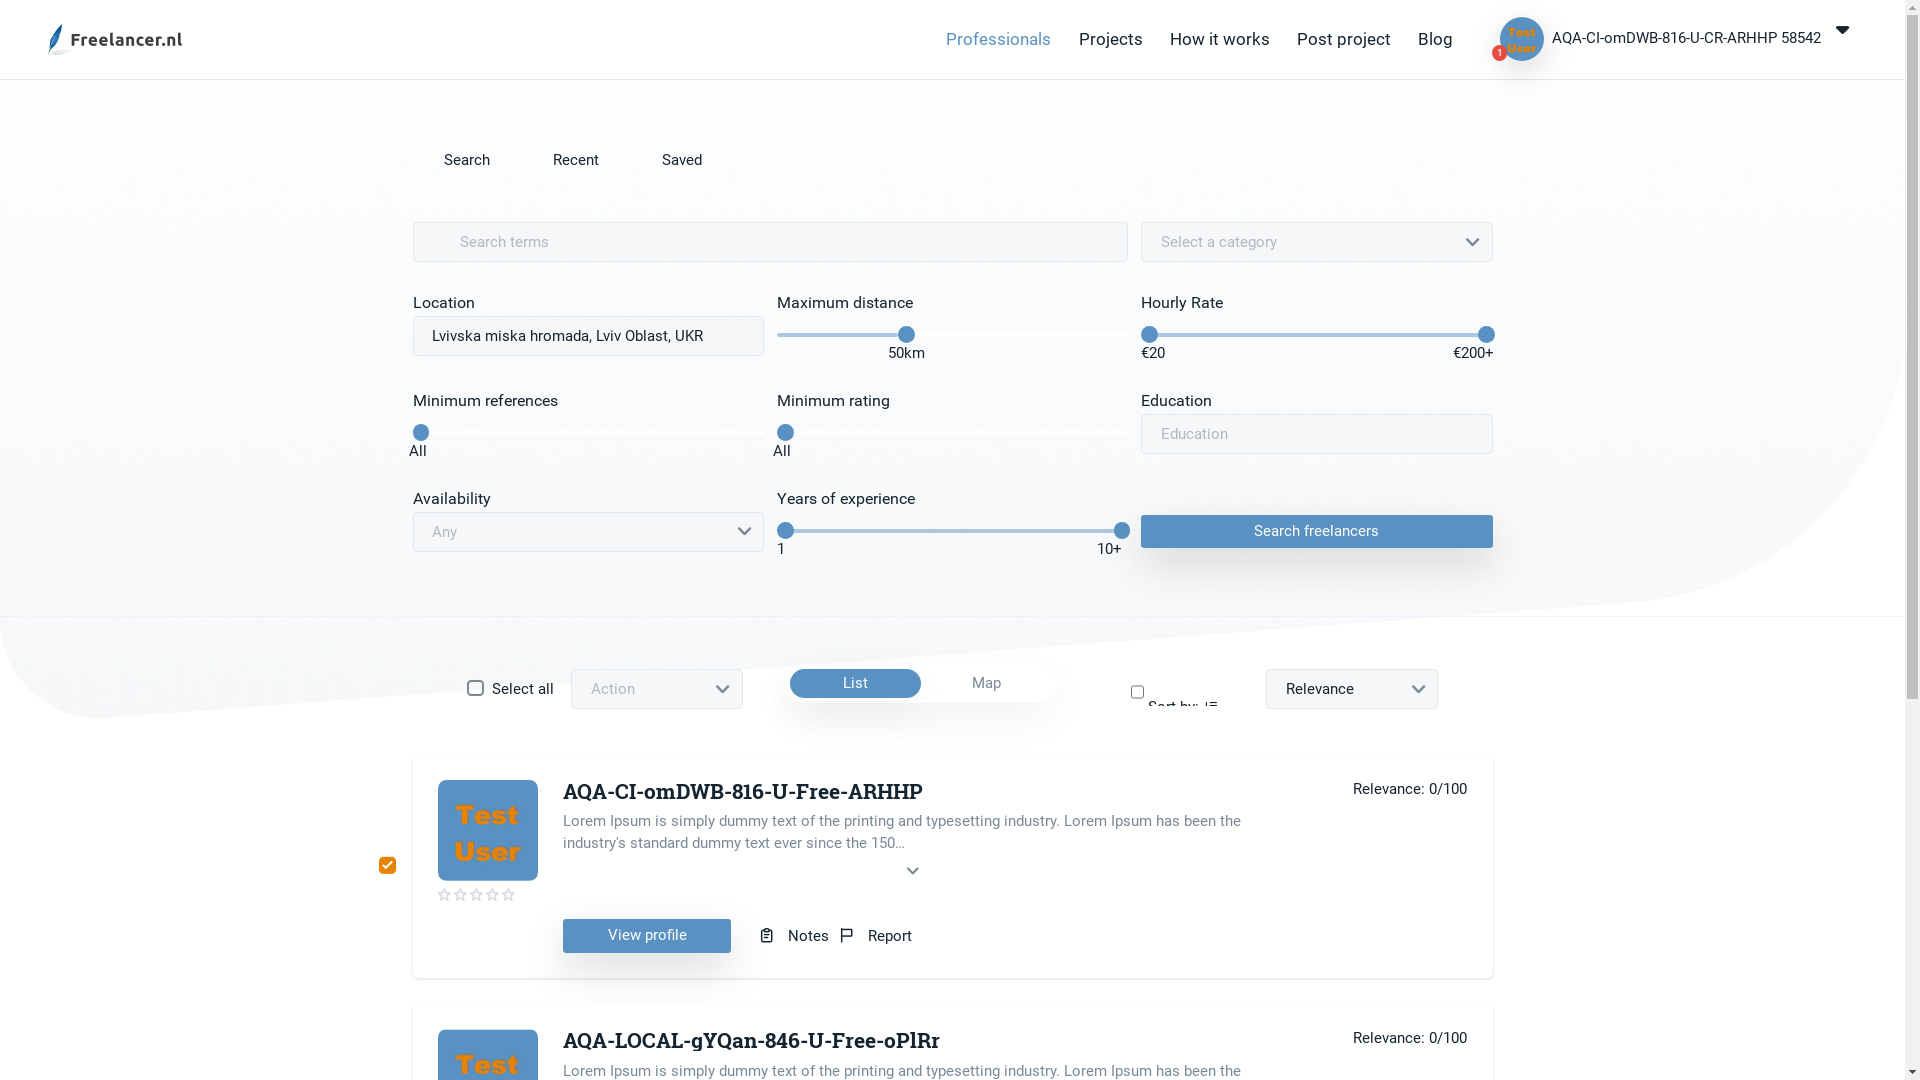 Freelancer.nl
Professionals Projects How it works Post project Blog
Test User
1
AQA-CI-omDWB-816-U-CR-ARHHP 58542
Search Recent Saved
Search terms Select a category
Location Maximum distance Hourly Rate
Lvivska miska hromada, Lviv Oblast, UKR
50km €20 €200+
Minimum references Minimum rating Education
Education
All All
Availability Years of experience
Any Search freelancers
1 10+
Select all Action List Map Sort by: Relevance
AQA-CI-omDWB-816-U-Free-ARHHP Relevance: 0/100
Test
User
Lorem Ipsum is simply dummy text of the printing and typesetting industry. Lorem Ipsum has been the
industry's standard dummy text ever since the 150...
View profile Notes Report
AQA-LOCAL-gYQan-846-U-Free-oPlRr Relevance: 0/100
Test
Lorem Ipsum is simply dummy text of the printing and typesetting industry. Lorem Ipsum has been the